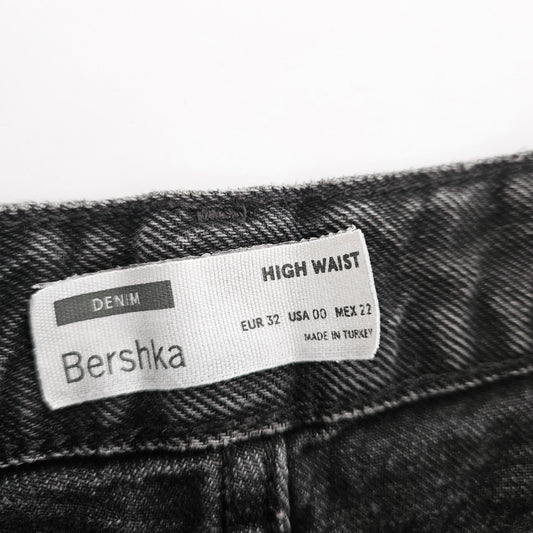 DENIM
Bershka
HIGH WAIST
EUR 32 USA 00 MEX 22
MADE IN TURKEY